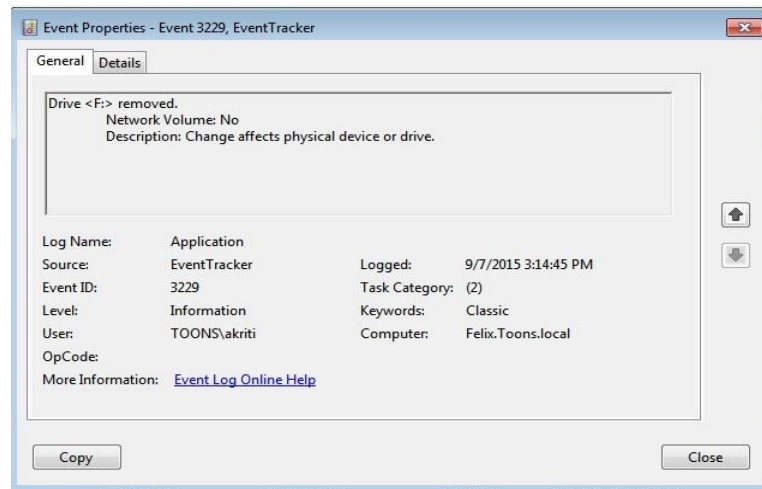 Event Properties - Event 3229, EventTracker
General Details
Drive <F:> removed.
Network Volume: No
Description: Change affects physical device or drive.
Log Name: Application
Source: EventTracker Logged: 9/7/2015 3:14:45 PM
Event ID: 3229 Task Category: (2)
Level: Information Keywords: Classic
User: TOONS\akriti Computer: Felix.Toons.local
OpCode:
More Information: Event Log Online Help
Copy Close